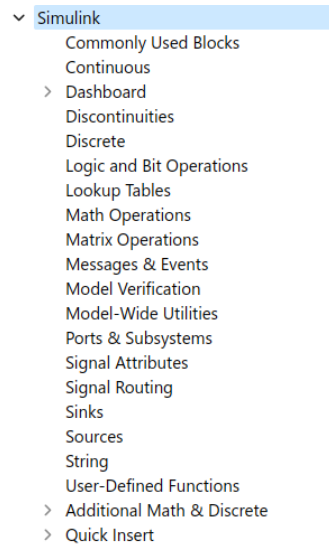 Simulink
Commonly Used Blocks
Continuous
Dashboard
Discontinuities
Discrete
Logic and Bit Operations
Lookup Tables
Math Operations
Matrix Operations
Messages & Events
Model Verification
Model-Wide Utilities
Ports & Subsystems
Signal Attributes
Signal Routing
Sinks
Sources
String
User-Defined Functions
Additional Math & Discrete
Quick Insert